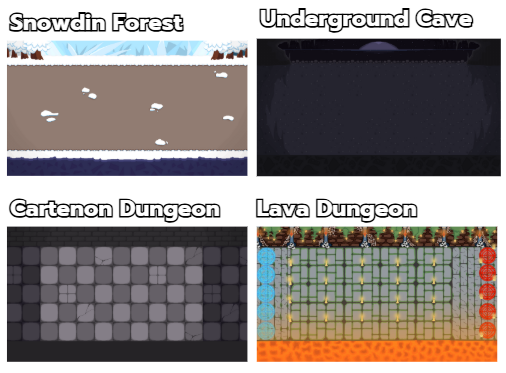 Snowdin Forest
Underground Cave
Cartenon Dungeon
Lava Dungeon